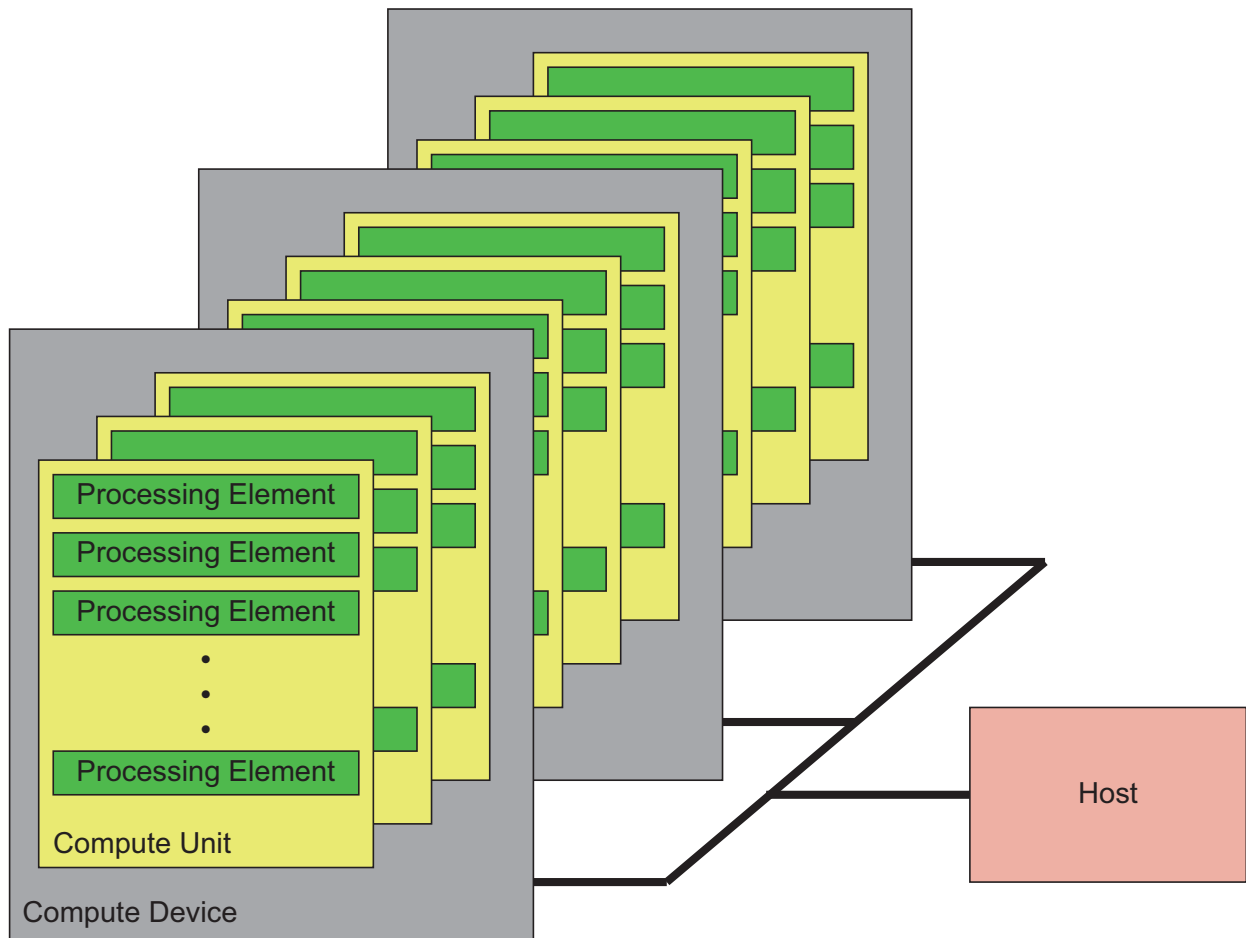 Processing Element
Processing Element
Processing Element
Processing Element
Compute Unit
Compute Device
Host